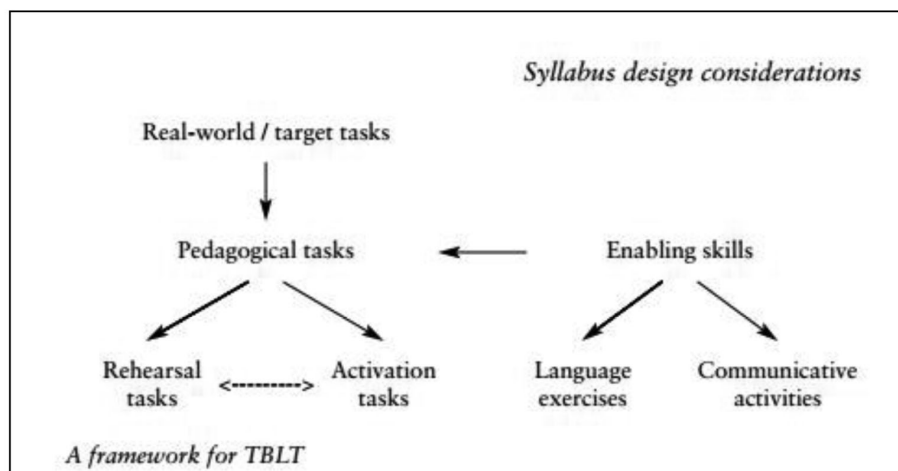 Syllabus design considerations
Real-world / target tasks
Pedagogical tasks
Enabling skills
Rehearsal tasks
Activation tasks
Language exercises
Communicative activities
A framework for TBLT